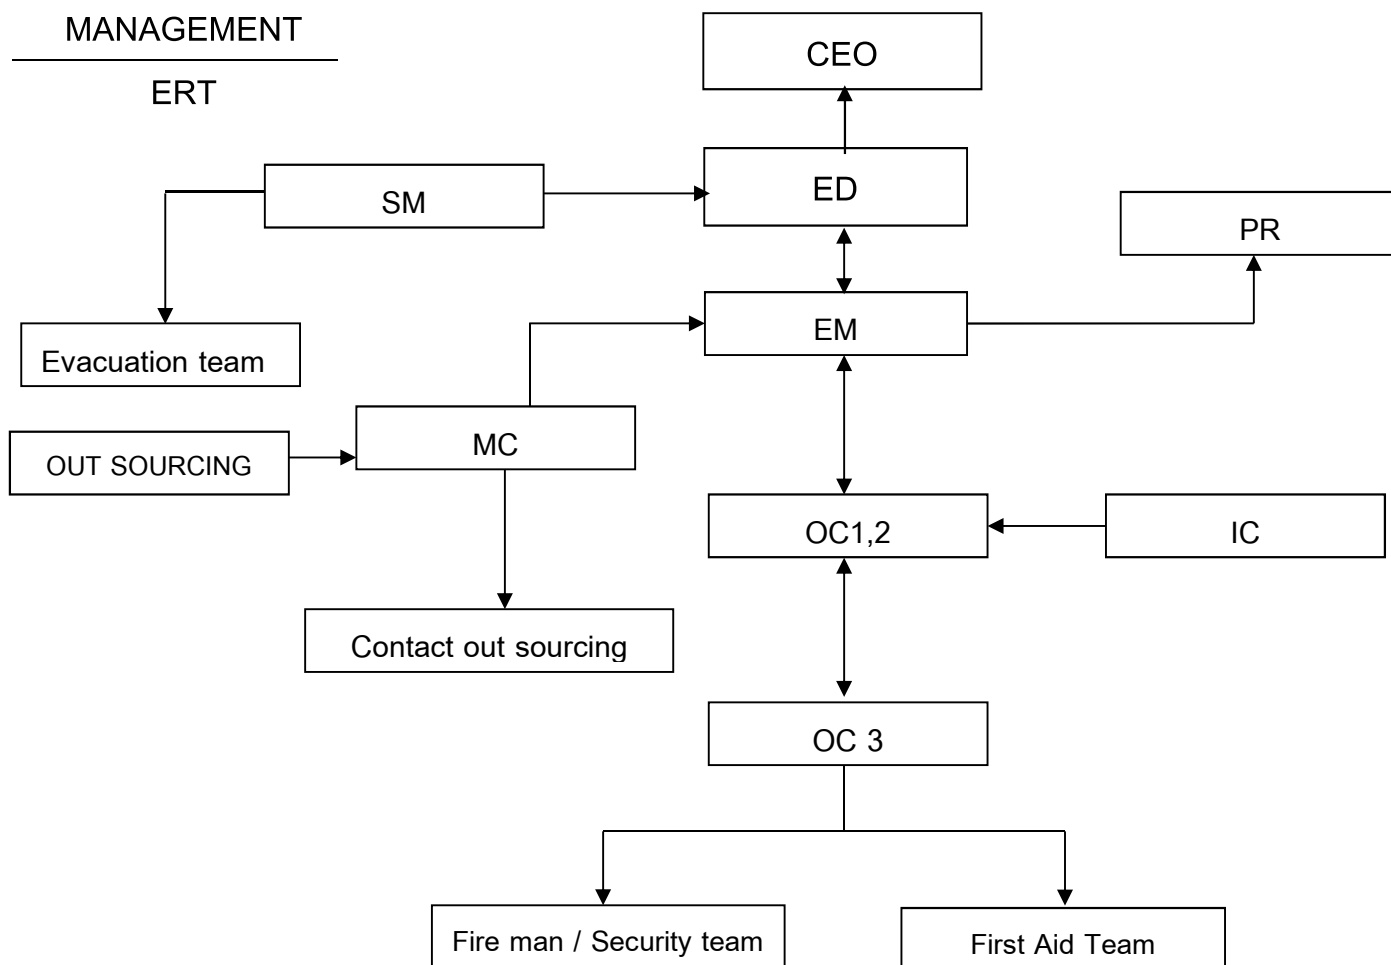 MANAGEMENT
ERT
CEO
SM
ED
PR
EM
Evacuation team
MC
OUT SOURCING
OC1,2
IC
Contact out sourcing
OC 3
Fire man / Security team
First Aid Team